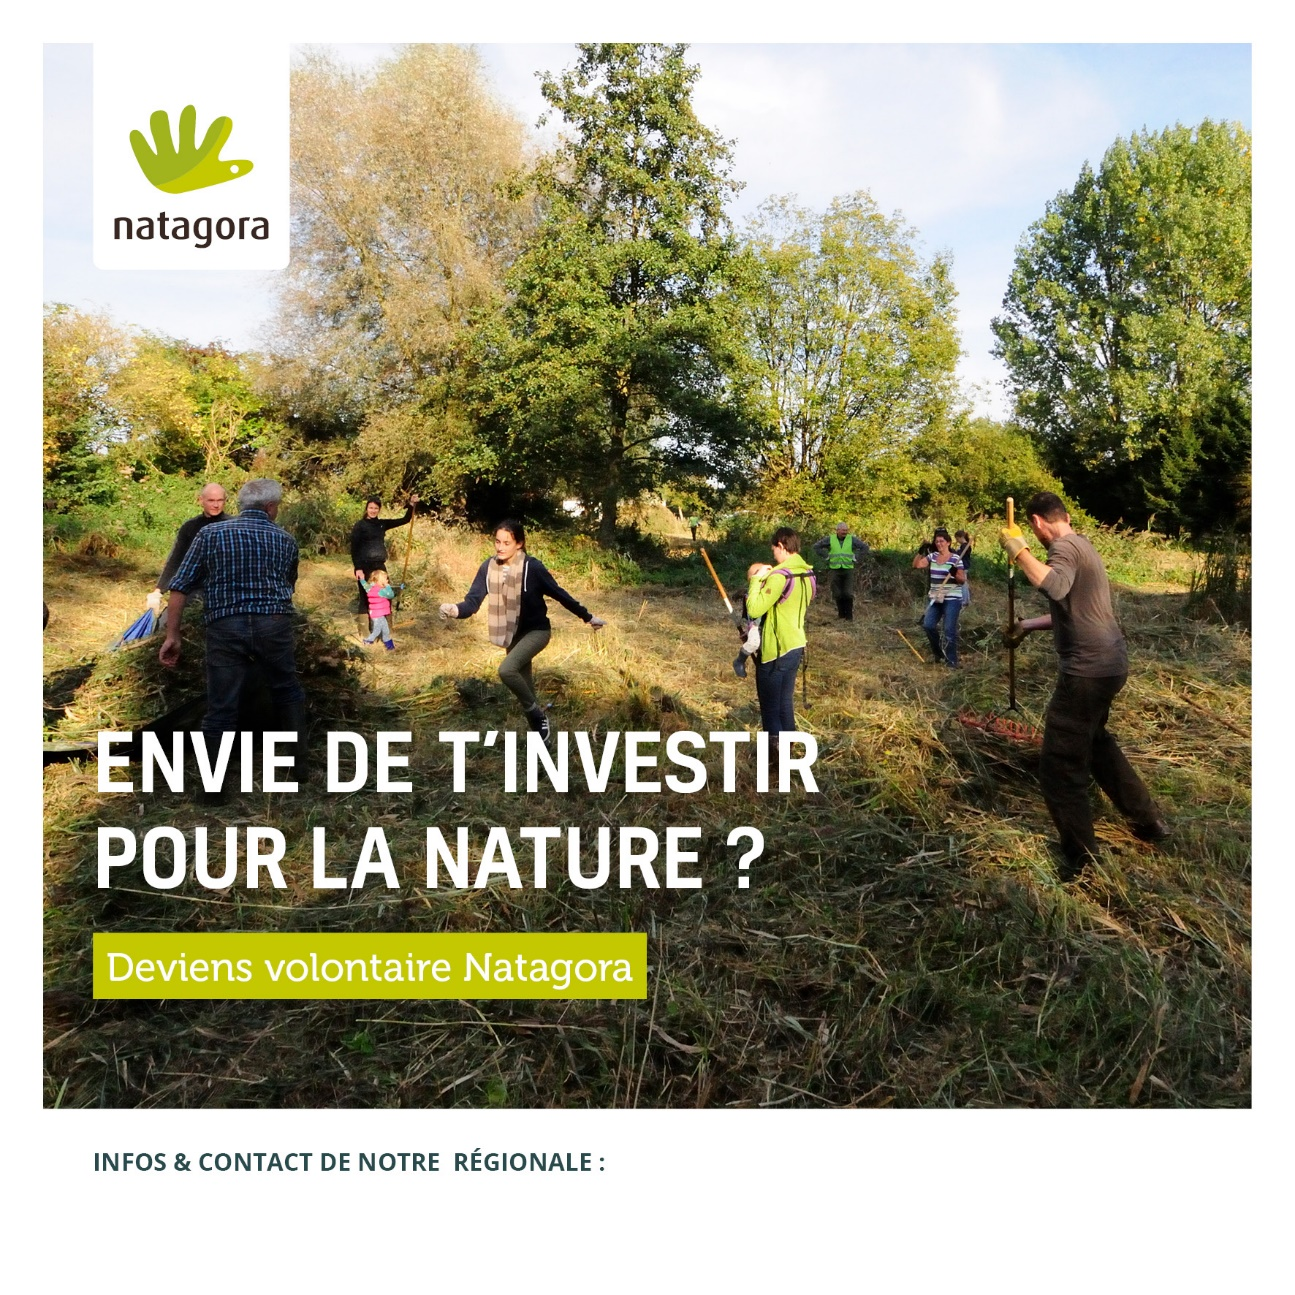 natagora
ENVIE DE T’INVESTIR
POUR LA NATURE ?
Deviens volontaire Natagora
INFOS & CONTACT DE NOTRE  RÉGIONALE :